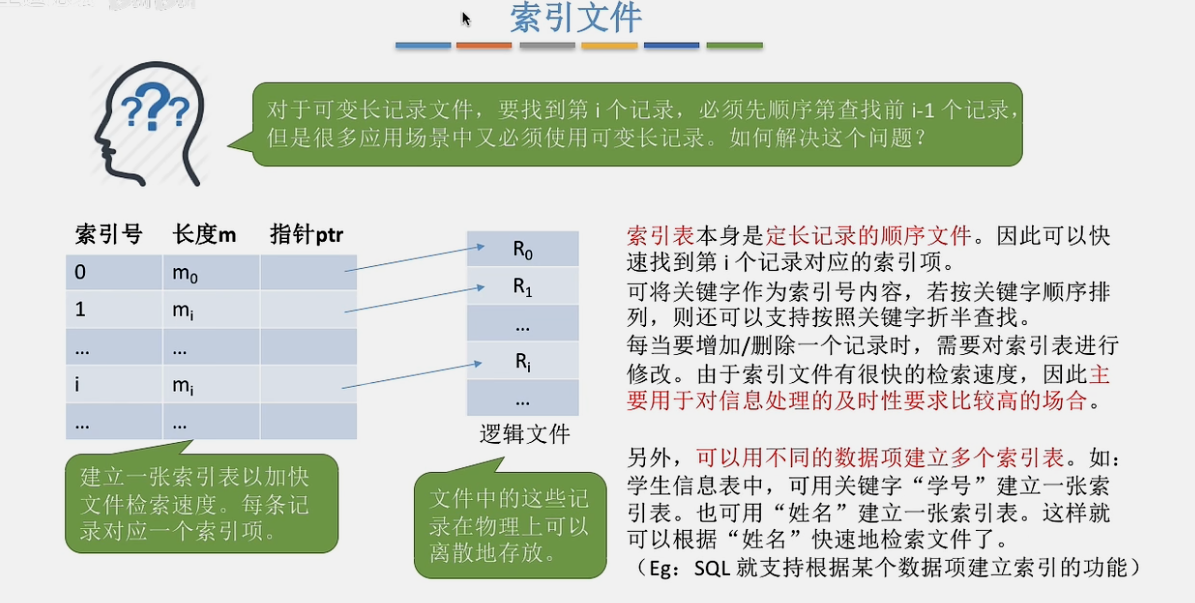 索引文件
???
对于可变长记录文件，要找到第 i 个记录，必须先顺序第查找前 i-1 个记录，
但是很多应用场景中又必须使用可变长记录。如何解决这个问题？
索引号 长度m 指针ptr
0 m0
1 mi
... ...
i mi
... ...
R0
R1
...
Ri
...
逻辑文件
建立一张索引表以加快
文件检索速度。每条记
录对应一个索引项。
文件中的这些记
录在物理上可以
离散地存放。
索引表本身是定长记录的顺序文件。因此可以快
速找到第 i 个记录对应的索引项。
可将关键字作为索引号内容，若按关键字顺序排
列，则还可以支持按照关键字折半查找。
每当要增加/删除一个记录时，需要对索引表进行
修改。由于索引文件有很快的检索速度，因此主
要用于对信息处理的及时性要求比较高的场合。
另外，可以用不同的数据项建立多个索引表。如：
学生信息表中，可用关键字“学号”建立一张索
引表。也可用“姓名”建立一张索引表。这样就
可以根据“姓名”快速地检索文件了。
（Eg：SQL 就支持根据某个数据项建立索引的功能）